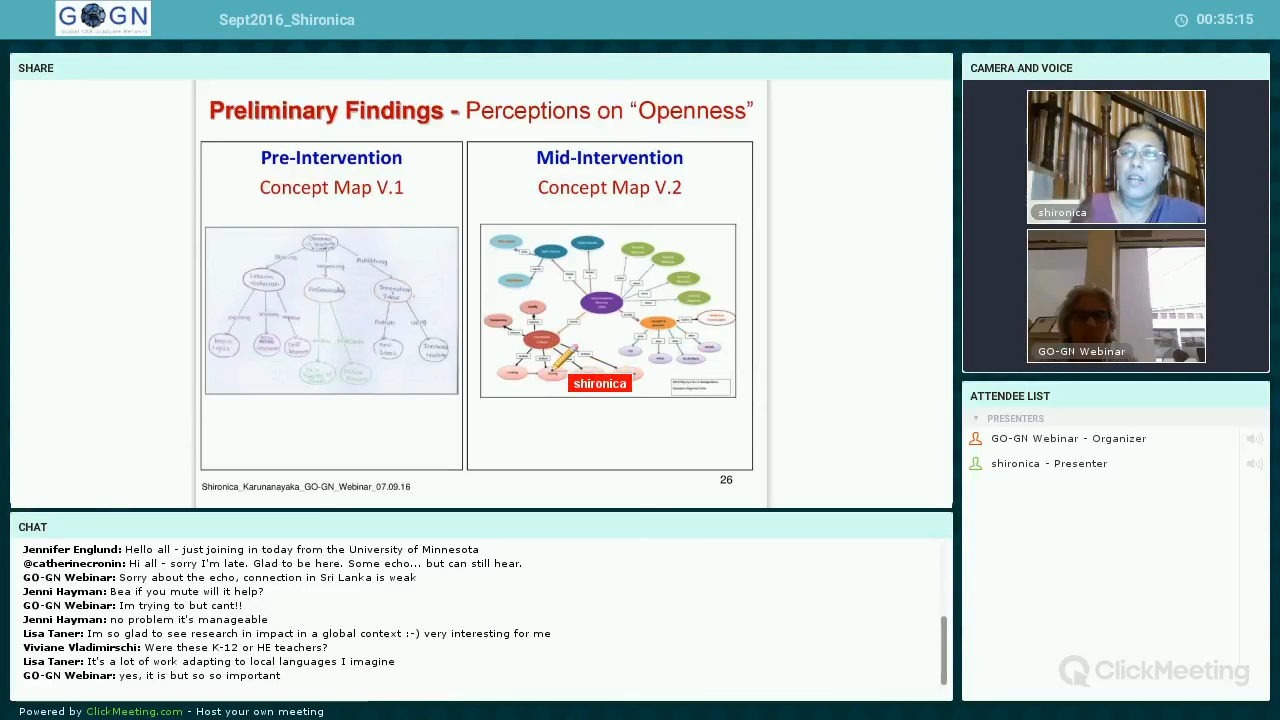 GOGN
Global OER Graduate Network
Sept2016_Shironica
00:35:15
SHARE
Preliminary Findings - Perceptions on “Openness”
Pre-Intervention
Concept Map V.1
Mid-Intervention
Concept Map V.2
shironica
Shironica_Karunanayaka_GO-GN_Webinar_07.09.16
26
CAMERA AND VOICE
shironica
GO-GN Webinar
ATTENDEE LIST
PRESENTERS
GO-GN Webinar - Organizer
shironica - Presenter
CHAT
Jennifer Englund: Hello all - just joining in today from the University of Minnesota
@catherinecronin: Hi all - sorry I'm late. Glad to be here. Some echo... but can still hear.
GO-GN Webinar: Sorry about the echo, connection in Sri Lanka is weak
Jenni Hayman: Bea if you mute will it help?
GO-GN Webinar: Im trying to but cant!!
Jenni Hayman: no problem it's manageable
Lisa Taner: Im so glad to see research in impact in a global context :-) very interesting for me
Viviane Vladimirschi: Were these K-12 or HE teachers?
Lisa Taner: It's a lot of work adapting to local languages I imagine
GO-GN Webinar: yes, it is but so so important
ClickMeeting
Powered by ClickMeeting.com - Host your own meeting